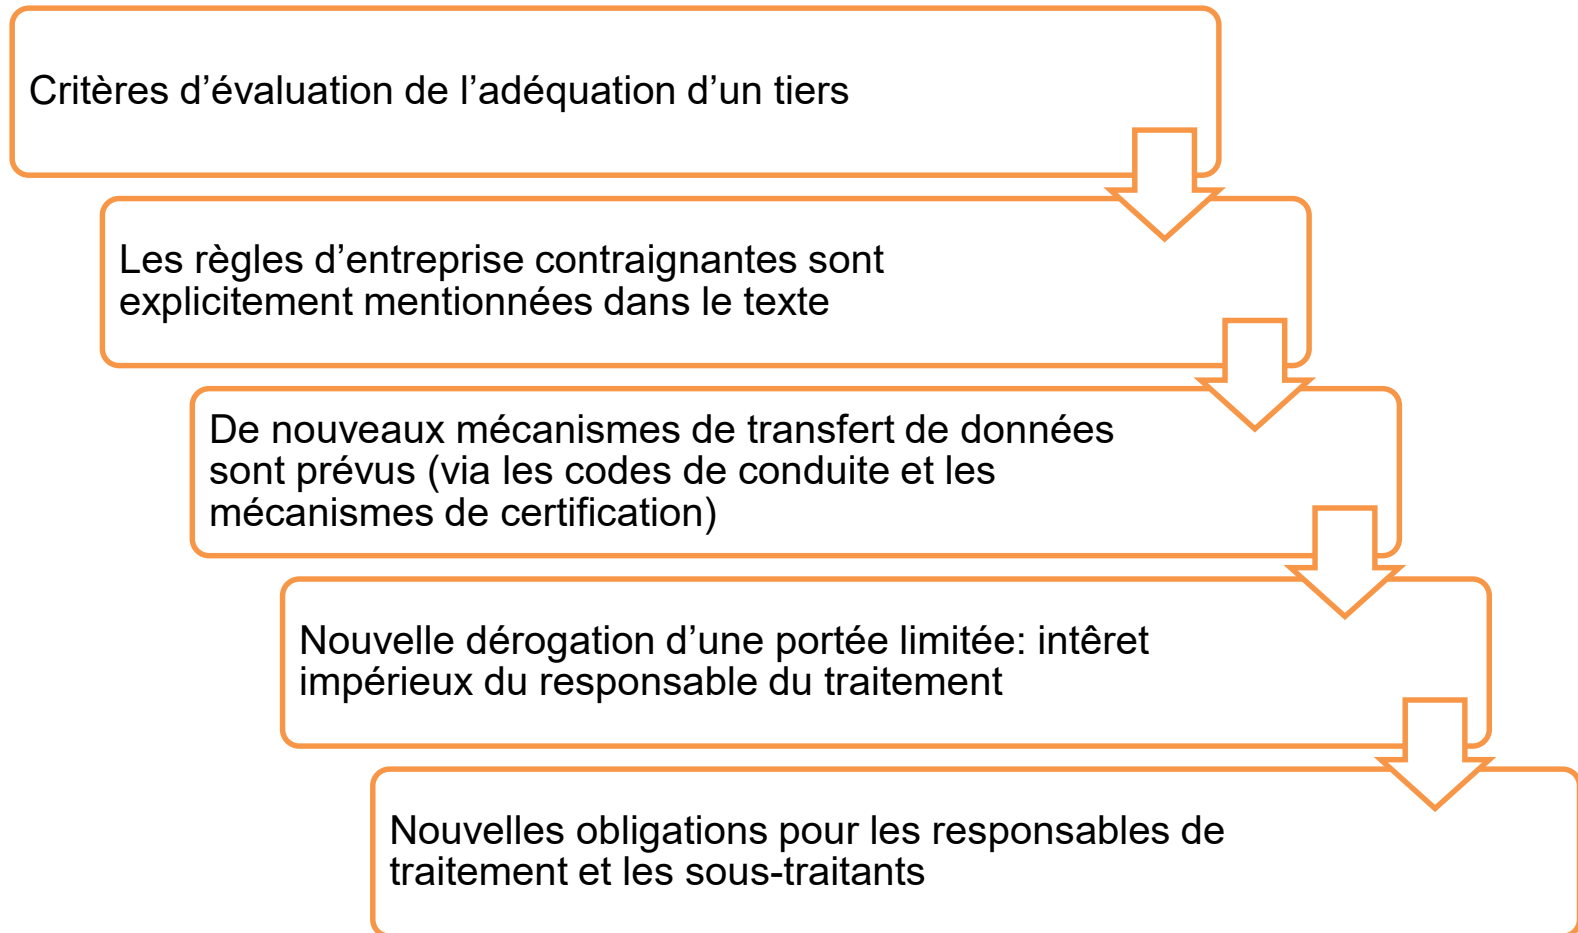 Critères d’évaluation de l’adéquation d’un tiers
Les règles d’entreprise contraignantes sont
explicitement mentionnées dans le texte
De nouveaux mécanismes de transfert de données
sont prévus (via les codes de conduite et les
mécanismes de certification)
Nouvelle dérogation d’une portée limitée: intêret
impérieux du responsable du traitement
Nouvelles obligations pour les responsables de
traitement et les sous-traitants